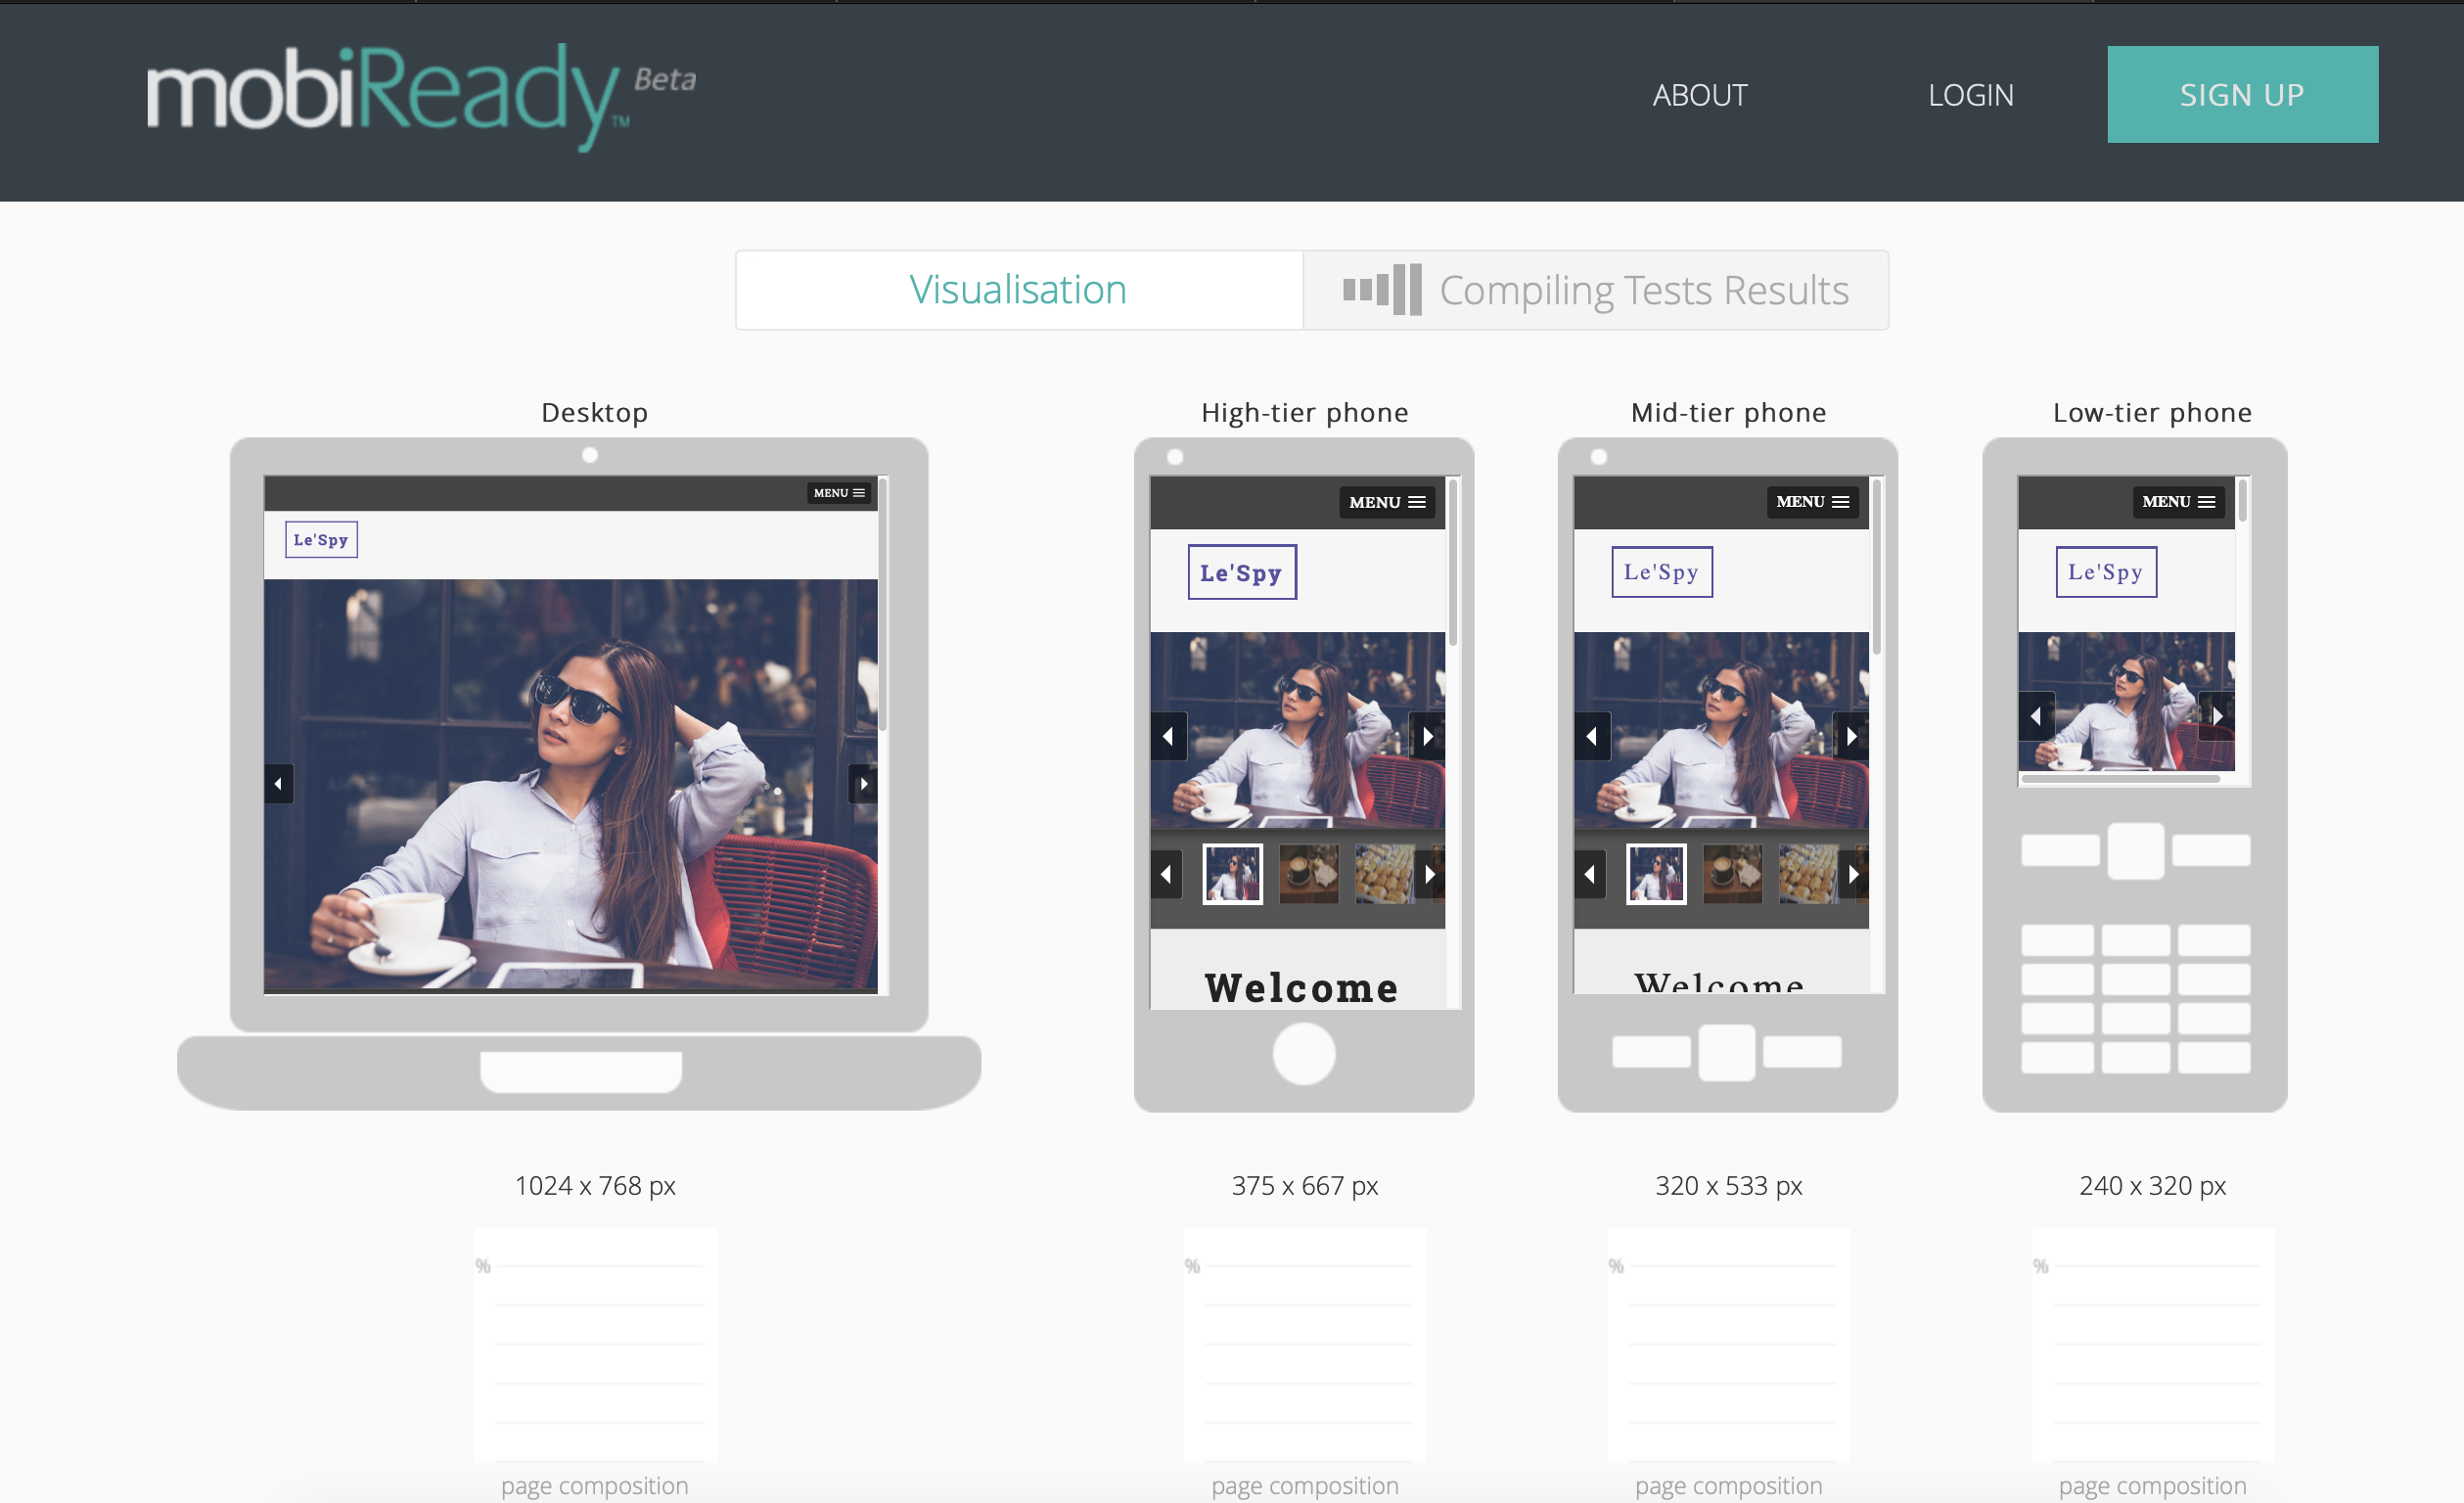 mobiReady™ Beta
ABOUT
LOGIN
SIGN UP
Visualisation
Compiling Tests Results
Desktop
High-tier phone
Mid-tier phone
Low-tier phone
MENU
MENU
MENU
MENU
Le'Spy
Le'Spy
Le'Spy
Le'Spy
Welcome
Welcome
1024 x 768 px
375 x 667 px
320 x 533 px
240 x 320 px
%
%
%
%
page composition
page composition
page composition
page composition